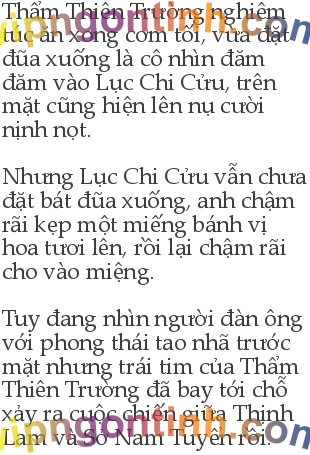 Thẩm Thiên Trường nghiêm
túc ăn xong cơm tối, vừa đặt
đũa xuống là cô nhìn đăm
đăm vào Lục Chi Cửu, trên
mặt cũng hiện lên nụ cười
nịnh nọt.
Nhưng Lục Chi Cửu vẫn chưa
đặt bát đũa xuống, anh chậm
rãi kẹp một miếng bánh vị
hoa tươi lên, rồi lại chậm rãi
cho vào miệng.
Tuy đang nhìn người đàn ông
với phong thái tao nhã trước
mặt nhưng trái tim của Thẩm
Thiên Trường đã bay tới chỗ
xảy ra cuộc chiến giữa Thịnh
Lam và Sở Nam Tuyền rồi.
vipngontinh.com
vipngontinh.com